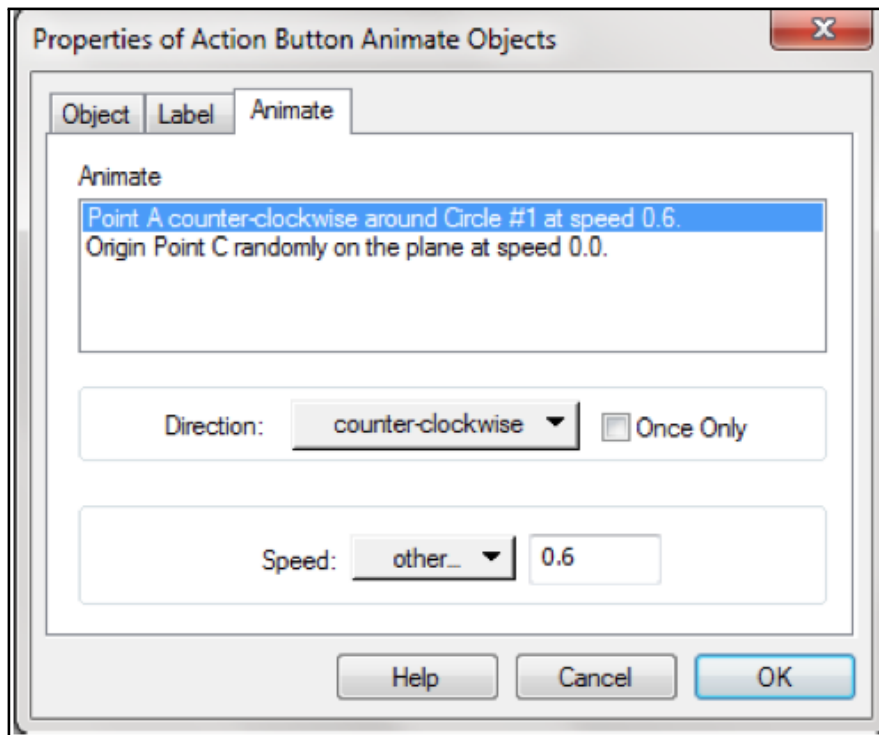 Properties of Action Button Animate Objects
x
Object Label Animate
Animate
Point A counter-clockwise around Circle #1 at speed 0.6.
Origin Point C randomly on the plane at speed 0.0.
Direction: counter-clockwise Once Only
Speed: other... 0.6
Help Cancel OK